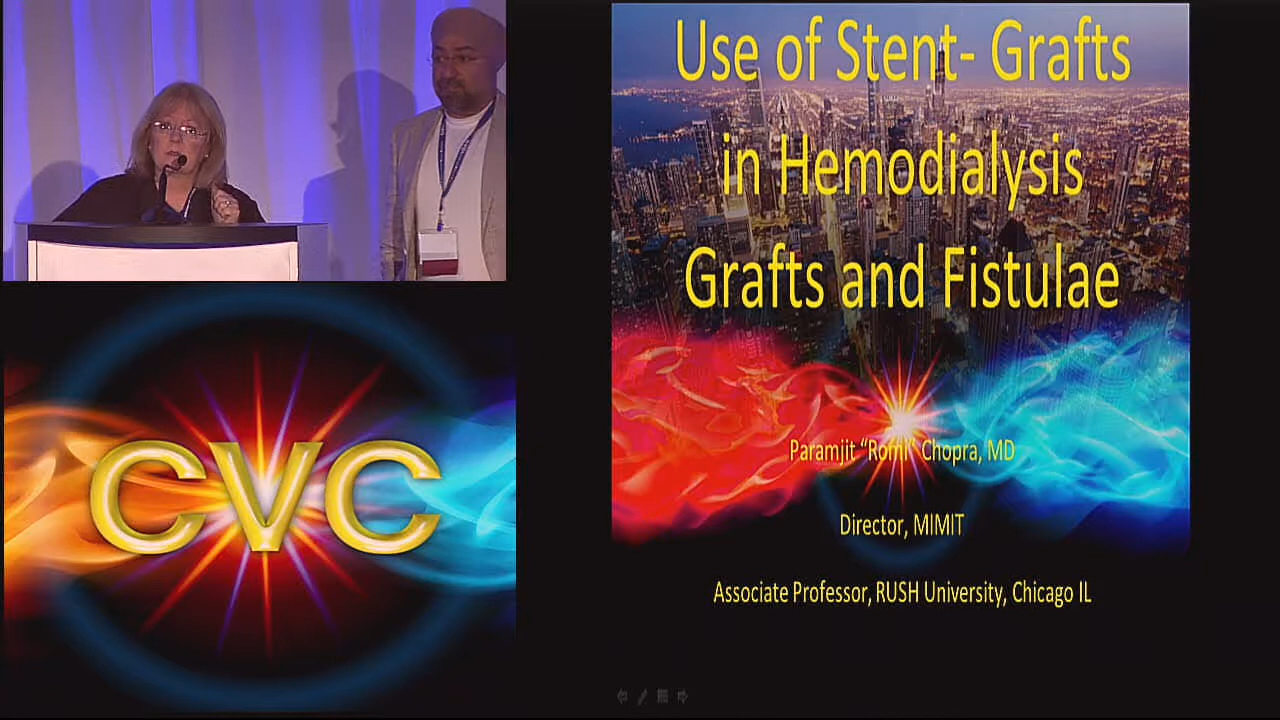 Use of Stent- Grafts
in Hemodialysis
Grafts and Fistulae
CVC
Paramjit “Romi” Chopra, MD
Director, MIMIT
Associate Professor, RUSH University, Chicago IL